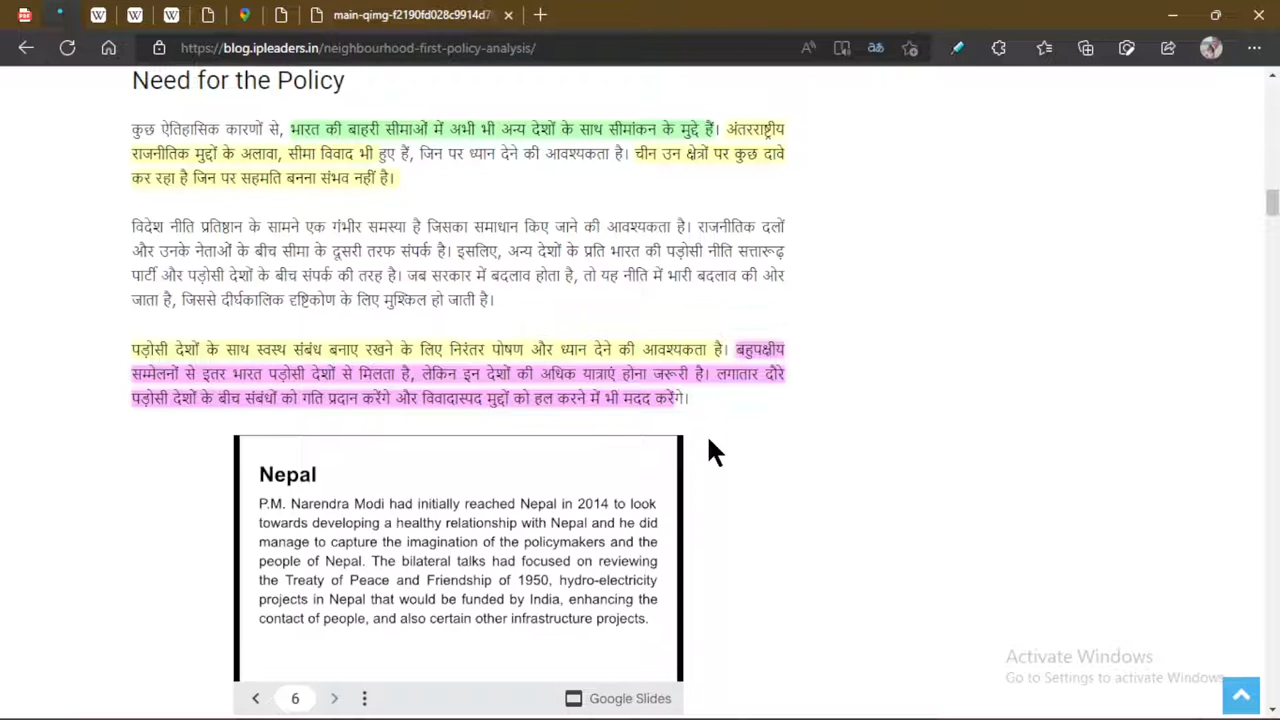 main-qimg-f2190fd028c9914d7
https://blog.ipleaders.in/neighbourhood-first-policy-analysis/
Need for the Policy
कुछ ऐतिहासिक कारणों से, भारत की बाहरी सीमाओं में अभी भी अन्य देशों के साथ सीमांकन के मुद्दे हैं। अंतरराष्ट्रीय
राजनीतिक मुद्दों के अलावा, सीमा विवाद भी हुए हैं, जिन पर ध्यान देने की आवश्यकता है। चीन उन क्षेत्रों पर कुछ दावे
कर रहा है जिन पर सहमति बनना संभव नहीं है।
विदेश नीति प्रतिष्ठान के सामने एक गंभीर समस्या है जिसका समाधान किए जाने की आवश्यकता है। राजनीतिक दलों
और उनके नेताओं के बीच सीमा के दूसरी तरफ संपर्क है। इसलिए, अन्य देशों के प्रति भारत की पड़ोसी नीति सत्तारूढ़
पार्टी और पड़ोसी देशों के बीच संपर्क की तरह है। जब सरकार में बदलाव होता है, तो यह नीति में भारी बदलाव की ओर
जाता है, जिससे दीर्घकालिक दृष्टिकोण के लिए मुश्किल हो जाती है।
पड़ोसी देशों के साथ स्वस्थ संबंध बनाए रखने के लिए निरंतर पोषण और ध्यान देने की आवश्यकता है। बहुपक्षीय
सम्मेलनों से इतर भारत पड़ोसी देशों से मिलता है, लेकिन इन देशों की अधिक यात्राएं होना जरूरी है। लगातार दौरे
पड़ोसी देशों के बीच संबंधों को गति प्रदान करेंगे और विवादास्पद मुद्दों को हल करने में भी मदद करेंगे।
Nepal
P.M. Narendra Modi had initially reached Nepal in 2014 to look
towards developing a healthy relationship with Nepal and he did
manage to capture the imagination of the policymakers and the
people of Nepal. The bilateral talks had focused on reviewing
the Treaty of Peace and Friendship of 1950, hydro-electricity
projects in Nepal that would be funded by India, enhancing the
contact of people, and also certain other infrastructure projects.
6
Google Slides
Activate Windows
Go to Settings to activate Windows.